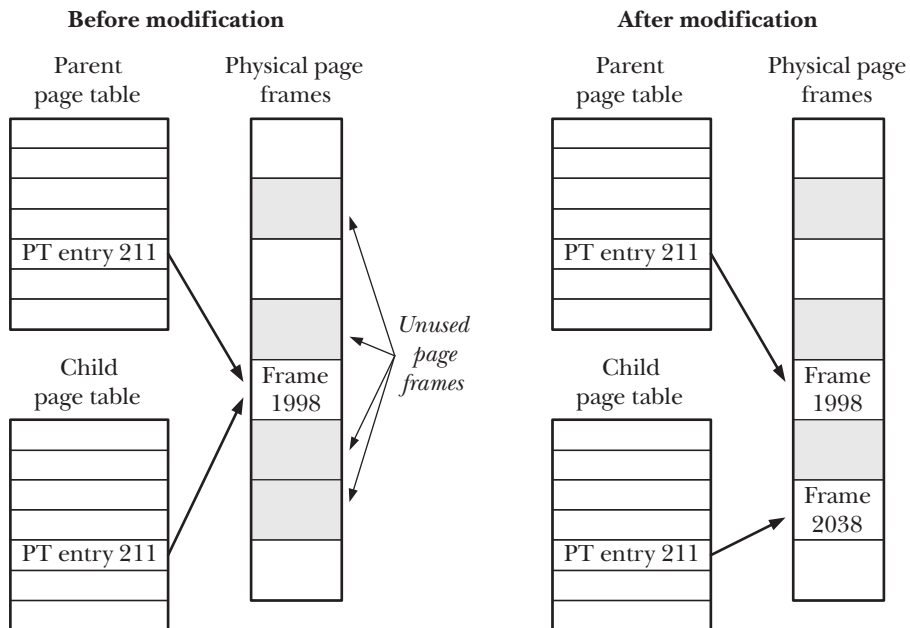 Before modification
Parent
page table
Physical page
frames
PT entry 211
Frame
1998
Unused
page
frames
Child
page table
PT entry 211
After modification
Parent
page table
Physical page
frames
PT entry 211
Frame
1998
Child
page table
Frame
2038
PT entry 211